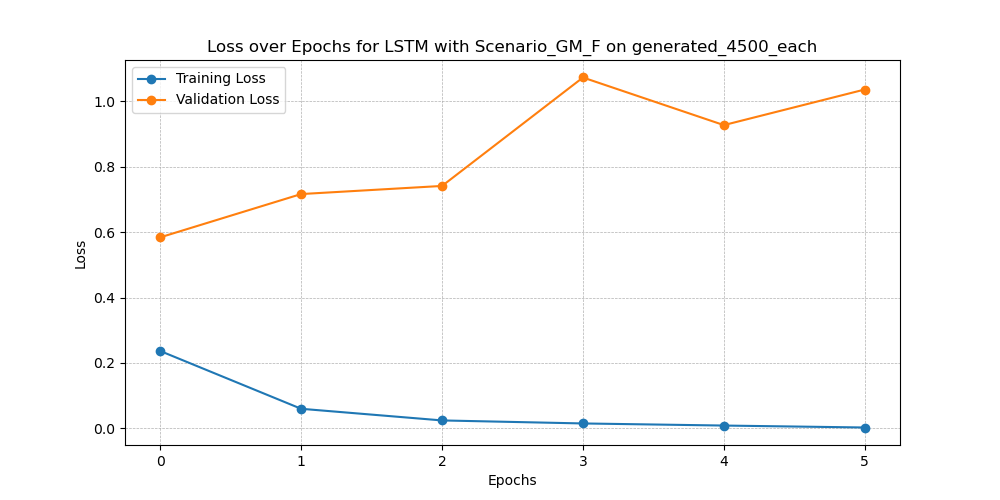 Loss over Epochs for LSTM with Scenario_GM_F on generated_4500_each
Training Loss
Validation Loss
1.0
0.8
0.6
0.4
0.2
0.0
Loss
0 1 2 3 4 5
Epochs